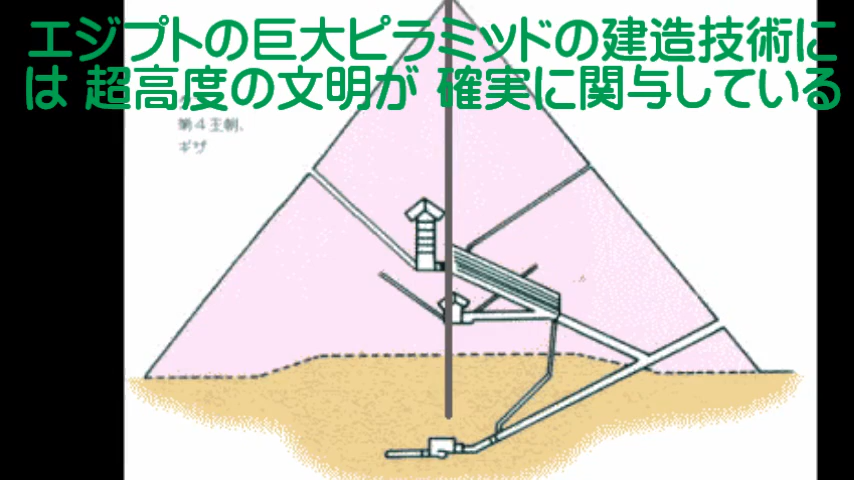 エジプトの巨大ピラミッドの建造技術に
は 超高度の文明が 確実に関与している
第４王朝、
ギザ